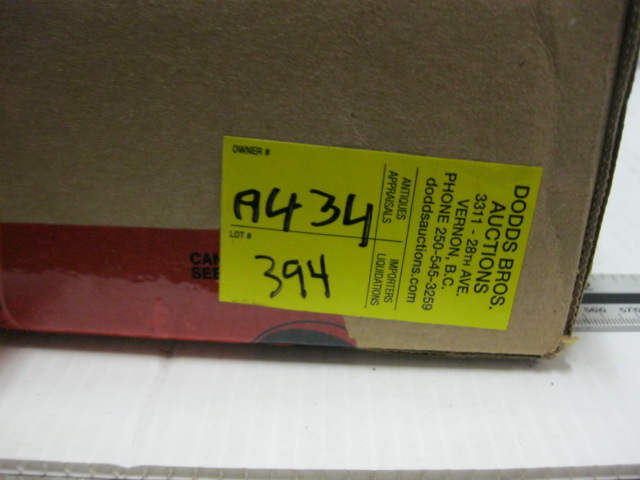 OWNER #
A434
LOT #
394
ANTIQUES
APPRAISALS
IMPORTERS
LIQUIDATIONS
DODDS BROS.
AUCTIONS
3311 - 28TH AVE.
VERNON, B.C.
PHONE 250-545-3259
doddsauctions.com
CAN
SEE